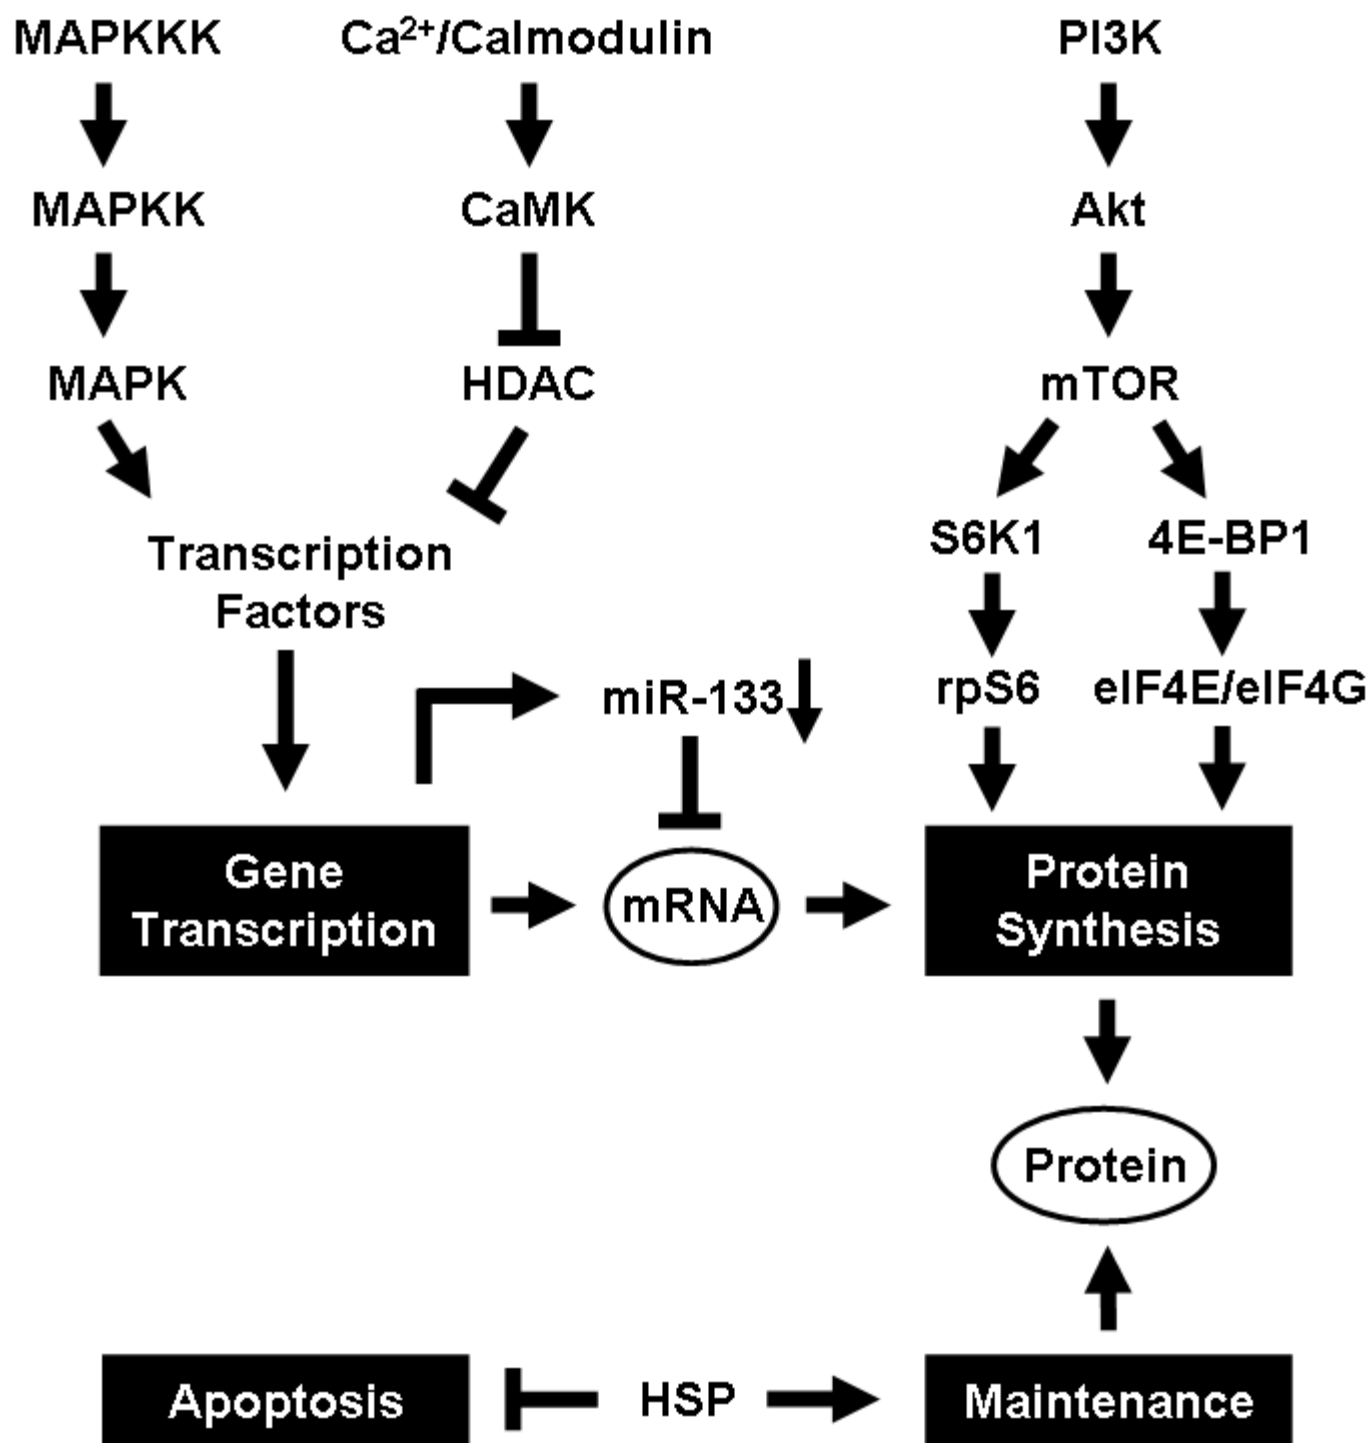 MAPKKK
Ca²⁺/Calmodulin
PI3K
MAPKK
CaMK
Akt
MAPK
HDAC
mTOR
Transcription
Factors
S6K1
4E-BP1
miR-133
rpS6
eIF4E/eIF4G
Gene
Transcription
mRNA
Protein
Synthesis
Protein
Apoptosis
HSP
Maintenance